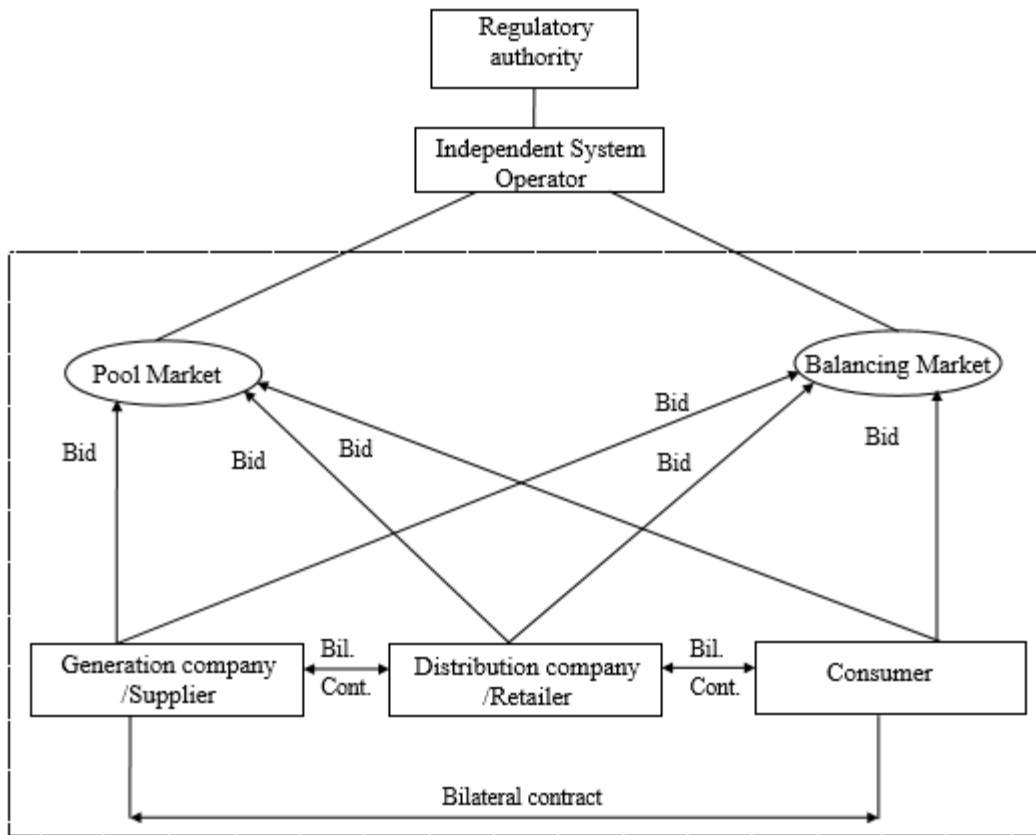 Regulatory
authority
Independent System
Operator
Pool Market
Balancing Market
Bid
Bid
Bid
Bid
Bid
Bid
Generation company
/Supplier
Bil.
Cont.
Distribution company
/Retailer
Bil.
Cont.
Consumer
Bilateral contract